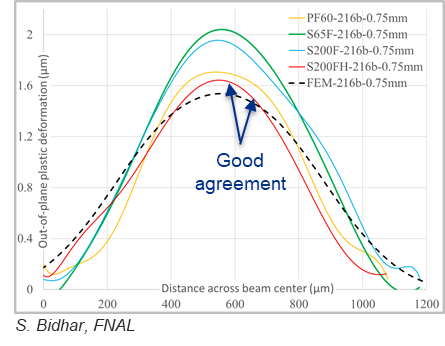 Out-of-plane plastic deformation (μm)
2
1.6
1.2
0.8
0.4
0
PF60-216b-0.75mm
S65F-216b-0.75mm
S200F-216b-0.75mm
S200FH-216b-0.75mm
FEM-216b-0.75mm
Good
agreement
Distance across beam center (μm)
0
200
400
600
800
1000
1200
S. Bidhar, FNAL